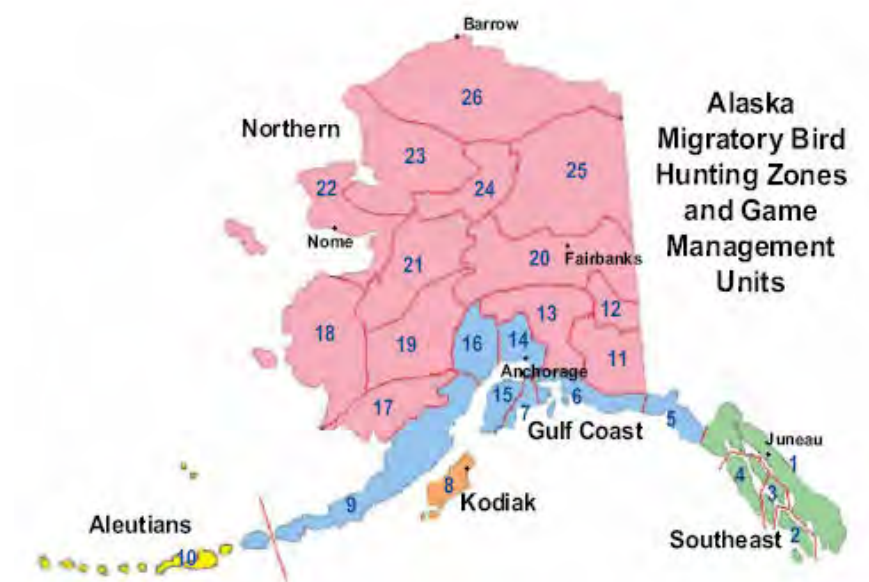 Barrow
Alaska
Migratory Bird
Hunting Zones
and Game
Management
Units
26
Northern
23
25
22
24
Nome
21
20
Fairbanks
12
13
18
16
14
19
11
Anchorage
15
6
17
7
5
Gulf Coast
Juneau
1
4
8
3
9
Kodiak
Aleutians
Southeast
2
10